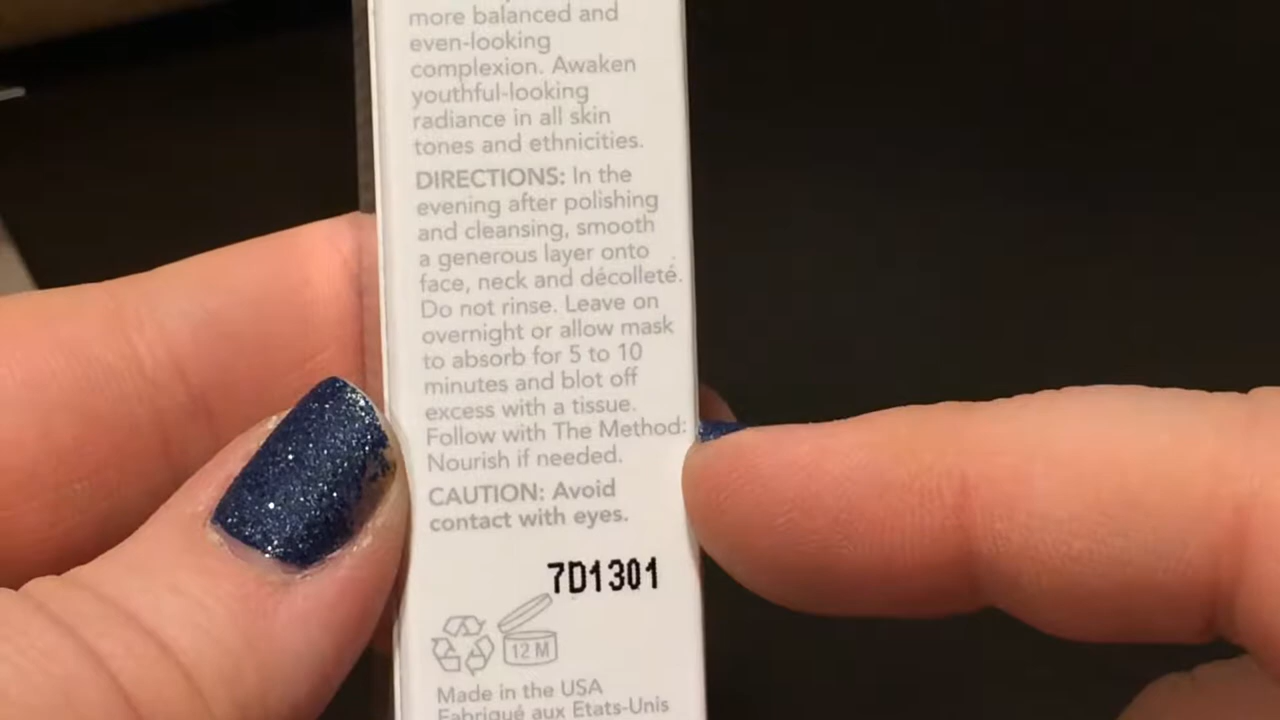 more balanced and
even-looking
complexion. Awaken
youthful-looking
radiance in all skin
tones and ethnicities.
DIRECTIONS: In the
evening after polishing
and cleansing, smooth
a generous layer onto
face, neck and décolleté.
Do not rinse. Leave on
overnight or allow mask
to absorb for 5 to 10
minutes and blot off
excess with a tissue.
Follow with The Method:
Nourish if needed.
CAUTION: Avoid
contact with eyes.
7D1301
12 M
Made in the USA
Fabriqué aux Etats-Unis